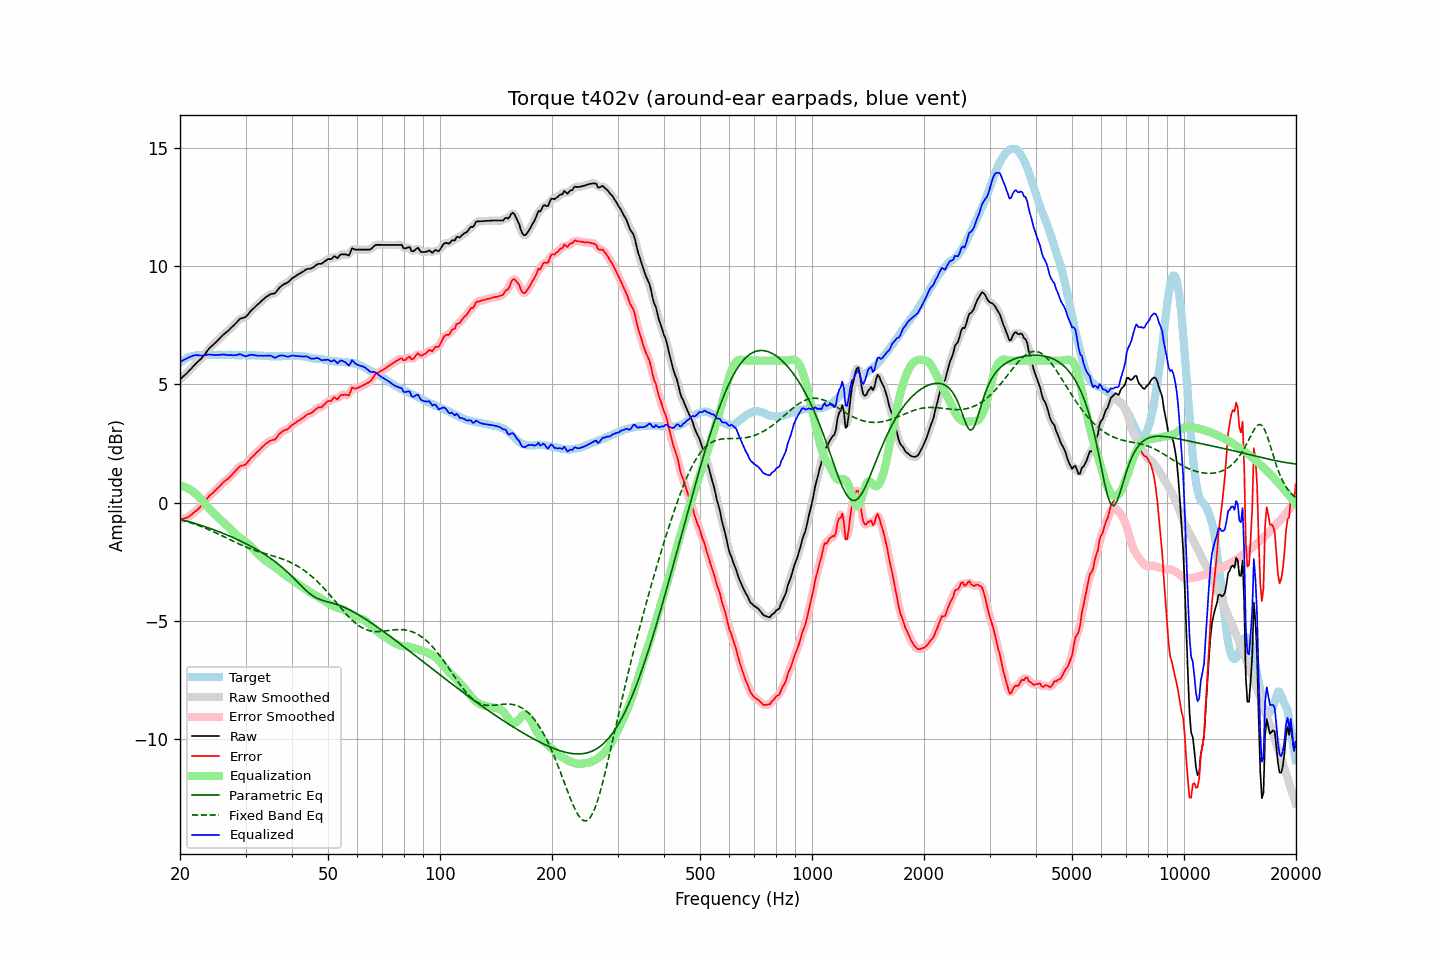 Torque t402v (around-ear earpads, blue vent)
Amplitude (dBr)
15
10
5
0
−5
−10
Target
Raw Smoothed
Error Smoothed
Raw
Error
Equalization
Parametric Eq
Fixed Band Eq
Equalized
20 50 100 200 500 1000 2000 5000 10000 20000
Frequency (Hz)